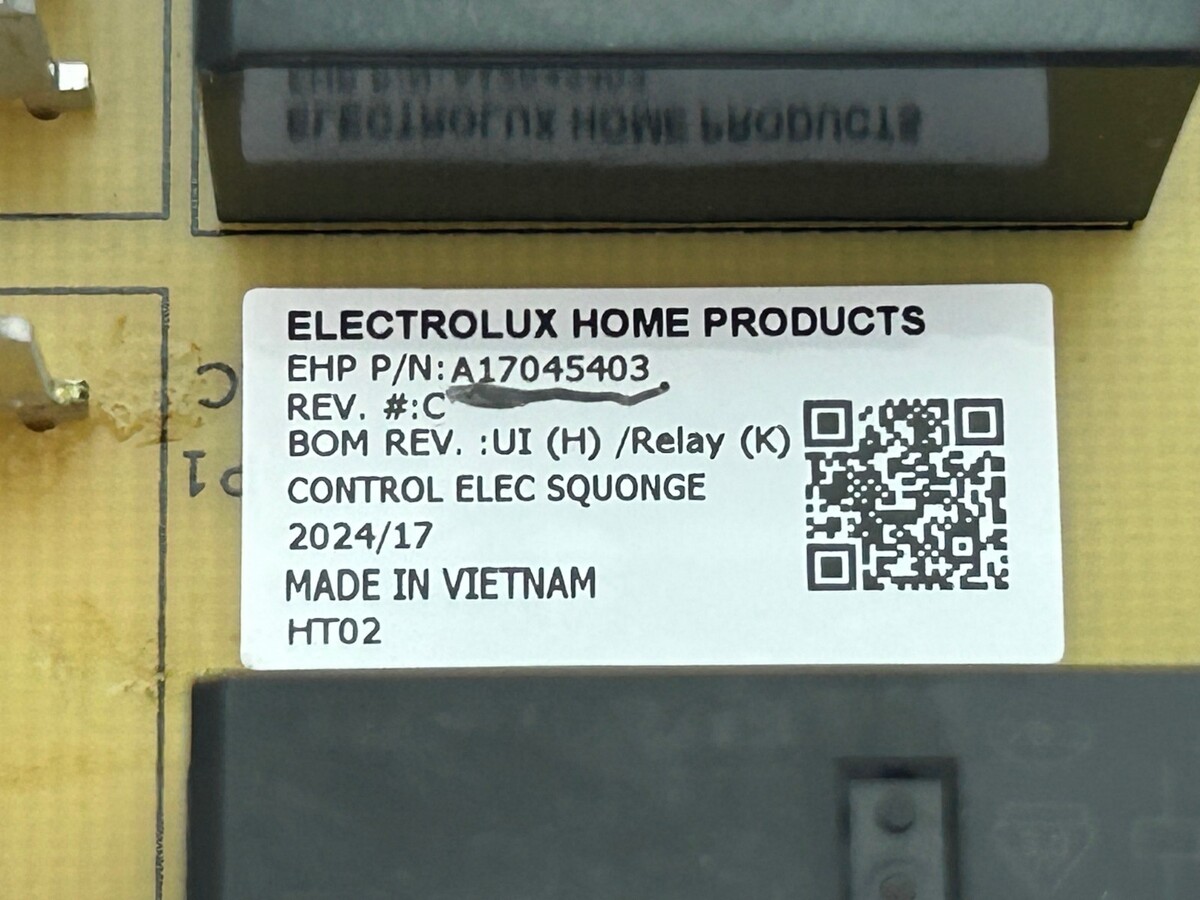 ELECTROLUX HOME PRODUCTS
EHP P/N:A17045403
REV. #:C
BOM REV. :UI (H) /Relay (K)
CONTROL ELEC SQUONGE
2024/17
MADE IN VIETNAM
HT02